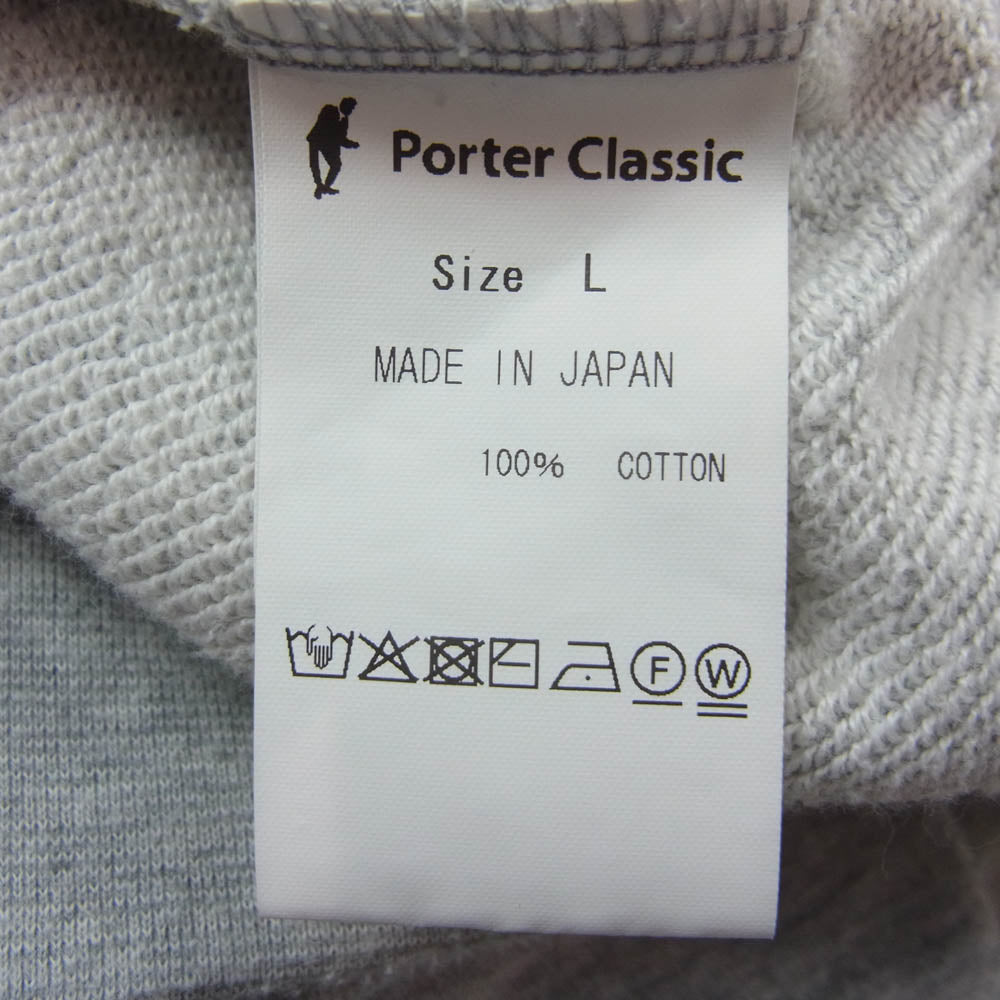 Porter Classic
Size L
MADE IN JAPAN
100% COTTON
F W